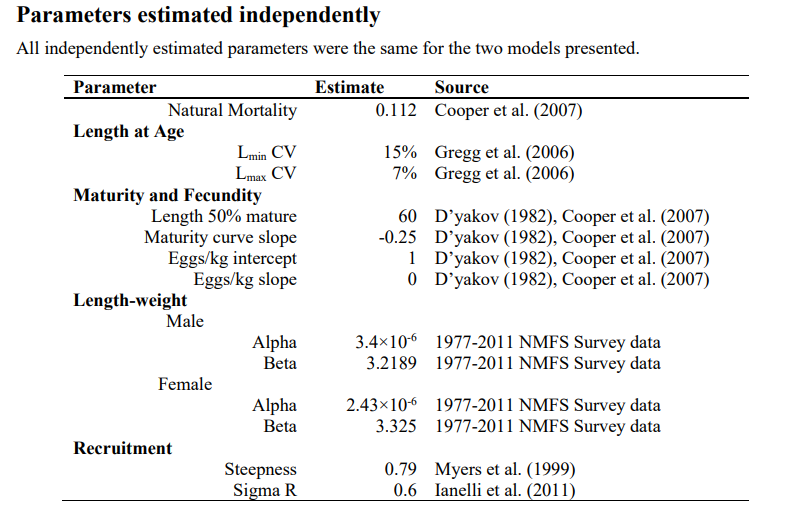 Parameters estimated independently
All independently estimated parameters were the same for the two models presented.
Parameter Estimate Source
Natural Mortality 0.112 Cooper et al. (2007)
Length at Age
Lmin CV 15% Gregg et al. (2006)
Lmax CV 7% Gregg et al. (2006)
Maturity and Fecundity
Length 50% mature 60 D’yakov (1982), Cooper et al. (2007)
Maturity curve slope -0.25 D’yakov (1982), Cooper et al. (2007)
Eggs/kg intercept 1 D’yakov (1982), Cooper et al. (2007)
Eggs/kg slope 0 D’yakov (1982), Cooper et al. (2007)
Length-weight
Male
Alpha 3.4×10⁻⁶ 1977-2011 NMFS Survey data
Beta 3.2189 1977-2011 NMFS Survey data
Female
Alpha 2.43×10⁻⁶ 1977-2011 NMFS Survey data
Beta 3.325 1977-2011 NMFS Survey data
Recruitment
Steepness 0.79 Myers et al. (1999)
Sigma R 0.6 Ianelli et al. (2011)